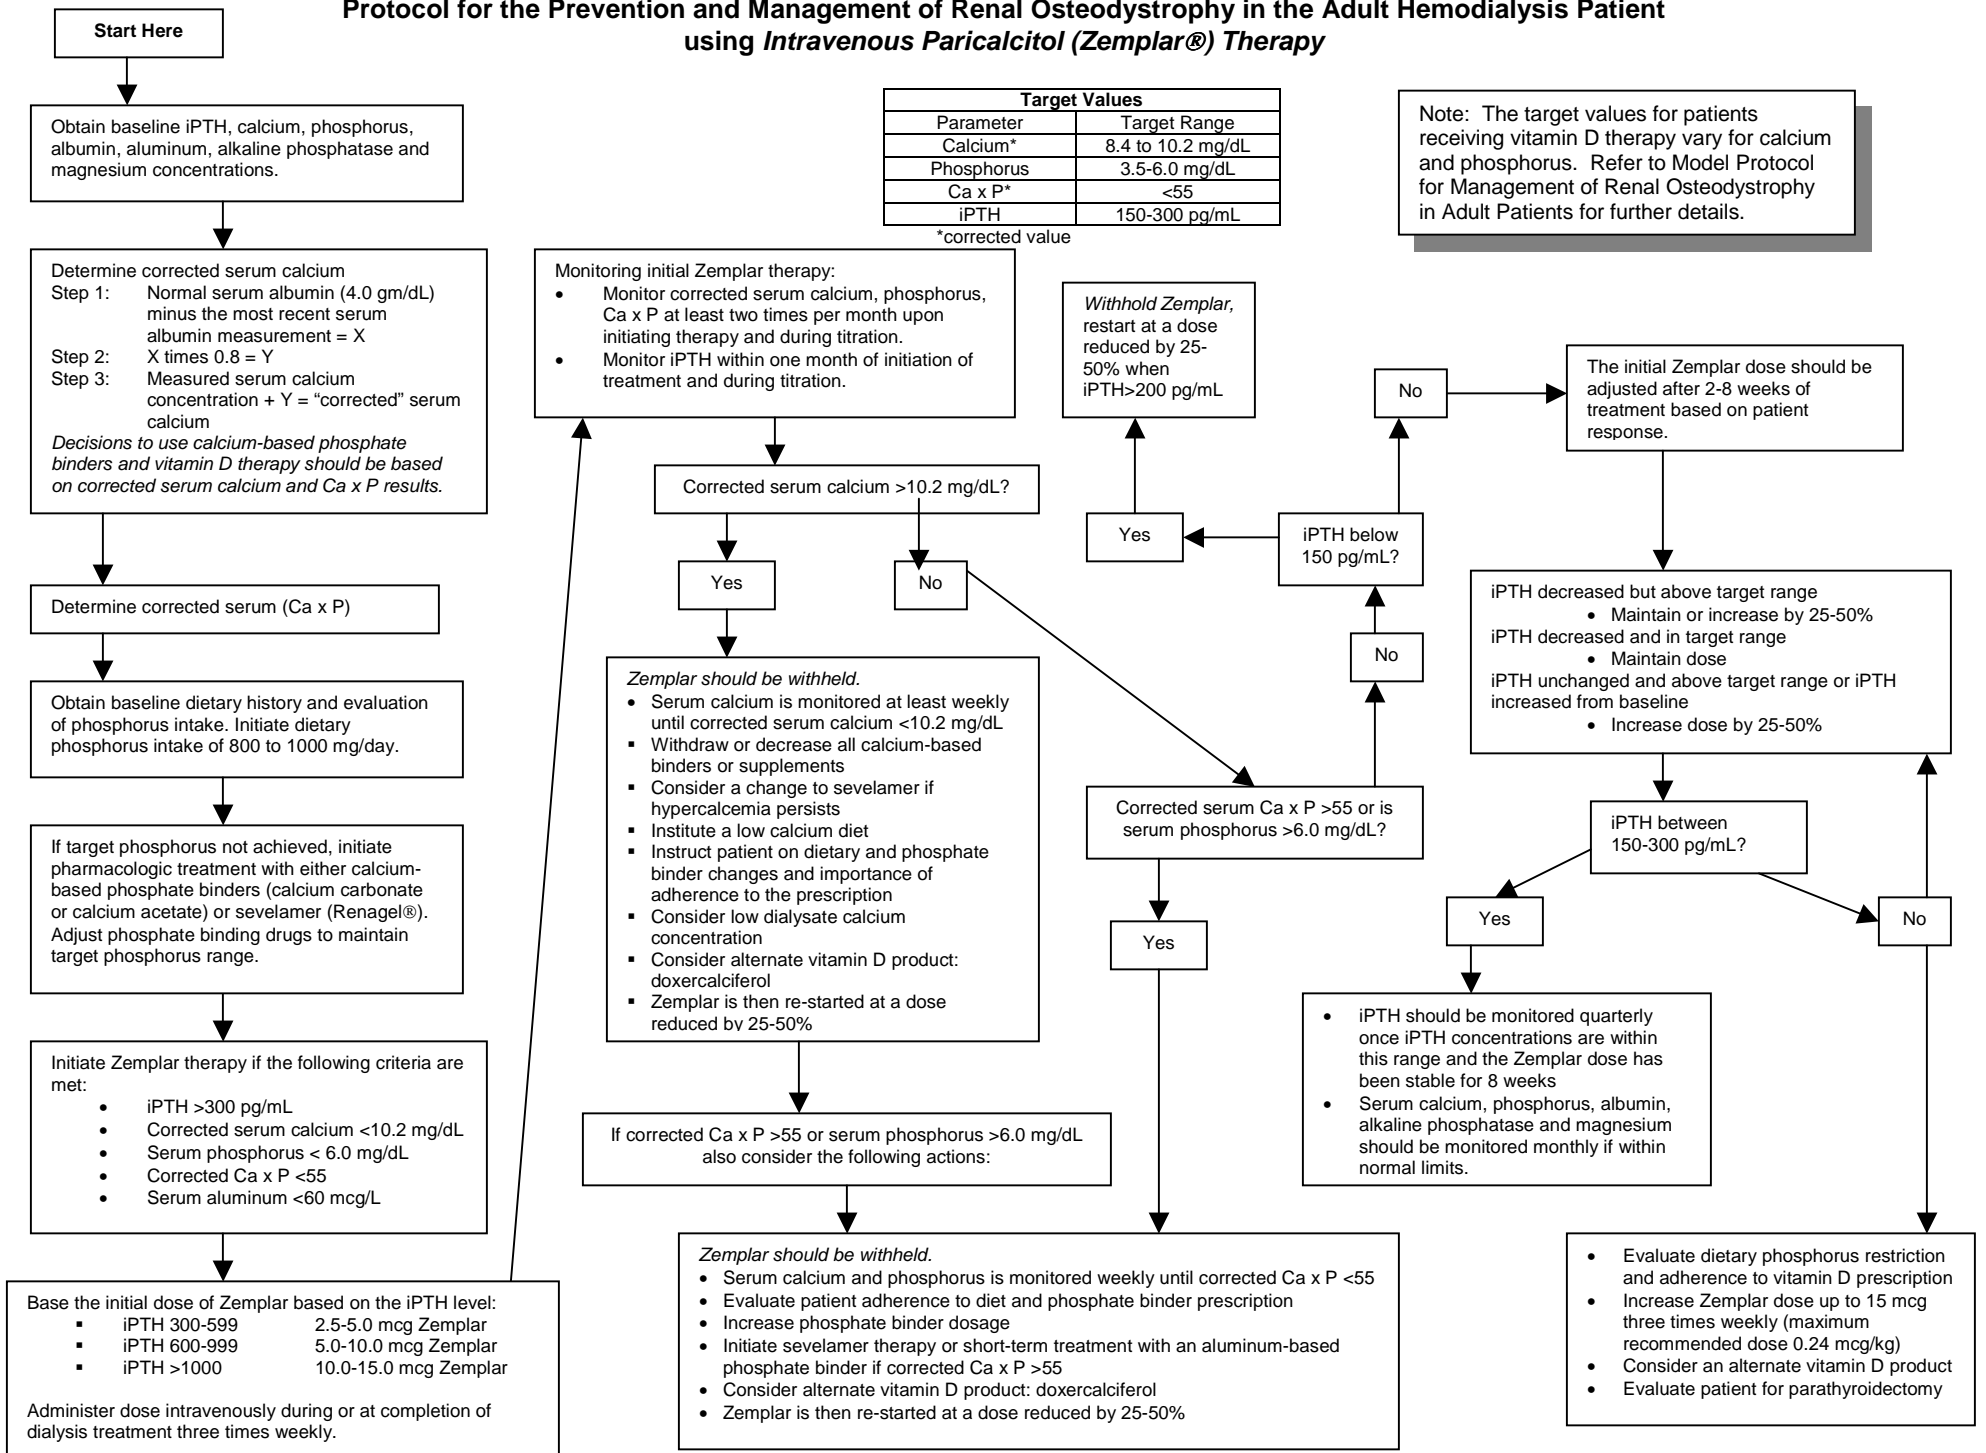 Protocol for the Prevention and Management of Renal Osteodystrophy in the Adult Hemodialysis Patient
using Intravenous Paricalcitol (Zemplar®) Therapy
Start Here
Obtain baseline iPTH, calcium, phosphorus,
albumin, aluminum, alkaline phosphatase and
magnesium concentrations.
Determine corrected serum calcium
Step 1: Normal serum albumin (4.0 gm/dL)
minus the most recent serum
albumin measurement = X
Step 2: X times 0.8 = Y
Step 3: Measured serum calcium
concentration + Y = “corrected” serum
calcium
Decisions to use calcium-based phosphate
binders and vitamin D therapy should be based
on corrected serum calcium and Ca x P results.
Determine corrected serum (Ca x P)
Obtain baseline dietary history and evaluation
of phosphorus intake. Initiate dietary
phosphorus intake of 800 to 1000 mg/day.
If target phosphorus not achieved, initiate
pharmacologic treatment with either calcium-
based phosphate binders (calcium carbonate
or calcium acetate) or sevelamer (Renagel®).
Adjust phosphate binding drugs to maintain
target phosphorus range.
Initiate Zemplar therapy if the following criteria are
met:
• iPTH >300 pg/mL
• Corrected serum calcium <10.2 mg/dL
• Serum phosphorus < 6.0 mg/dL
• Corrected Ca x P <55
• Serum aluminum <60 mcg/L
Base the initial dose of Zemplar based on the iPTH level:
▪ iPTH 300-599 2.5-5.0 mcg Zemplar
▪ iPTH 600-999 5.0-10.0 mcg Zemplar
▪ iPTH >1000 10.0-15.0 mcg Zemplar
Administer dose intravenously during or at completion of
dialysis treatment three times weekly.
Target Values
Parameter Target Range
Calcium* 8.4 to 10.2 mg/dL
Phosphorus 3.5-6.0 mg/dL
Ca x P* <55
iPTH 150-300 pg/mL
*corrected value
Note: The target values for patients
receiving vitamin D therapy vary for calcium
and phosphorus. Refer to Model Protocol
for Management of Renal Osteodystrophy
in Adult Patients for further details.
Monitoring initial Zemplar therapy:
• Monitor corrected serum calcium, phosphorus,
Ca x P at least two times per month upon
initiating therapy and during titration.
• Monitor iPTH within one month of initiation of
treatment and during titration.
Corrected serum calcium >10.2 mg/dL?
Yes
No
Zemplar should be withheld.
• Serum calcium is monitored at least weekly
until corrected serum calcium <10.2 mg/dL
▪ Withdraw or decrease all calcium-based
binders or supplements
▪ Consider a change to sevelamer if
hypercalcemia persists
▪ Institute a low calcium diet
▪ Instruct patient on dietary and phosphate
binder changes and importance of
adherence to the prescription
▪ Consider low dialysate calcium
concentration
▪ Consider alternate vitamin D product:
doxercalciferol
▪ Zemplar is then re-started at a dose
reduced by 25-50%
If corrected Ca x P >55 or serum phosphorus >6.0 mg/dL
also consider the following actions:
Zemplar should be withheld.
• Serum calcium and phosphorus is monitored weekly until corrected Ca x P <55
• Evaluate patient adherence to diet and phosphate binder prescription
• Increase phosphate binder dosage
• Initiate sevelamer therapy or short-term treatment with an aluminum-based
phosphate binder if corrected Ca x P >55
• Consider alternate vitamin D product: doxercalciferol
• Zemplar is then re-started at a dose reduced by 25-50%
Withhold Zemplar,
restart at a dose
reduced by 25-
50% when
iPTH>200 pg/mL
Yes
iPTH below
150 pg/mL?
No
No
Corrected serum Ca x P >55 or is
serum phosphorus >6.0 mg/dL?
Yes
The initial Zemplar dose should be
adjusted after 2-8 weeks of
treatment based on patient
response.
iPTH decreased but above target range
• Maintain or increase by 25-50%
iPTH decreased and in target range
• Maintain dose
iPTH unchanged and above target range or iPTH
increased from baseline
• Increase dose by 25-50%
iPTH between
150-300 pg/mL?
Yes
No
• iPTH should be monitored quarterly
once iPTH concentrations are within
this range and the Zemplar dose has
been stable for 8 weeks
• Serum calcium, phosphorus, albumin,
alkaline phosphatase and magnesium
should be monitored monthly if within
normal limits.
• Evaluate dietary phosphorus restriction
and adherence to vitamin D prescription
• Increase Zemplar dose up to 15 mcg
three times weekly (maximum
recommended dose 0.24 mcg/kg)
• Consider an alternate vitamin D product
• Evaluate patient for parathyroidectomy